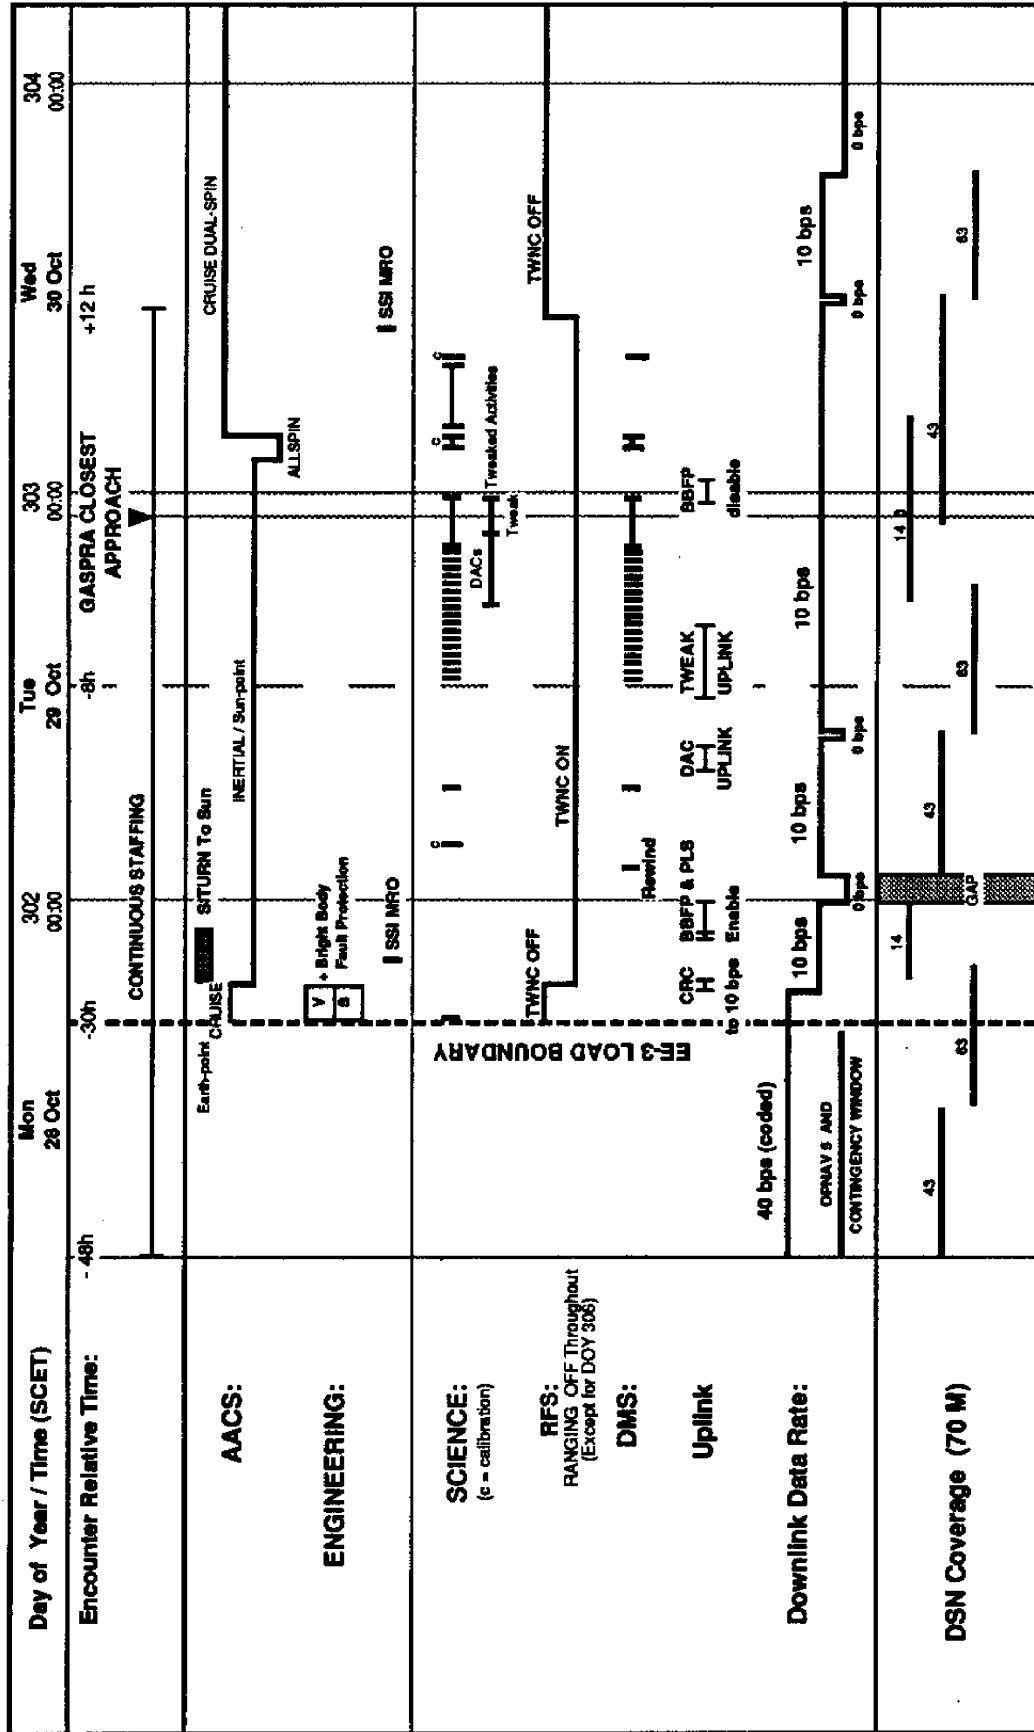 Day of Year / Time (SCET)
Mon
28 Oct
302
00:00
Tue
29 Oct
303
00:00
Wed
30 Oct
304
00:00
Encounter Relative Time:
- 48h
-30h
-8h
GASPRA CLOSEST
APPROACH
+12 h
CONTINUOUS STAFFING
AACS:
Earth-point
CRUISE
SITURN To Sun
INERTIAL / Sun-point
ALLSPIN
CRUISE DUAL-SPIN
ENGINEERING:
V
+ Bright Body
Fault Protection
SSI MRO
SSI MRO
EE-3 LOAD BOUNDARY
SCIENCE:
(c = calibration)
c
c
c
DACs
Tweak
Tweaked Activities
RFS:
RANGING OFF Throughout
(Except for DOY 306)
TWNC OFF
TWNC ON
TWNC OFF
DMS:
Rewind
Uplink
CRC
to 10 bps
BBFP & PLS
Enable
DAC
UPLINK
TWEAK
UPLINK
BBFP
disable
Downlink Data Rate:
40 bps (coded)
10 bps
0 bps
10 bps
0 bps
10 bps
0 bps
10 bps
0 bps
OPNAV 5 AND
CONTINGENCY WINDOW
DSN Coverage (70 M)
43
63
14
GAP
43
63
14
43
63